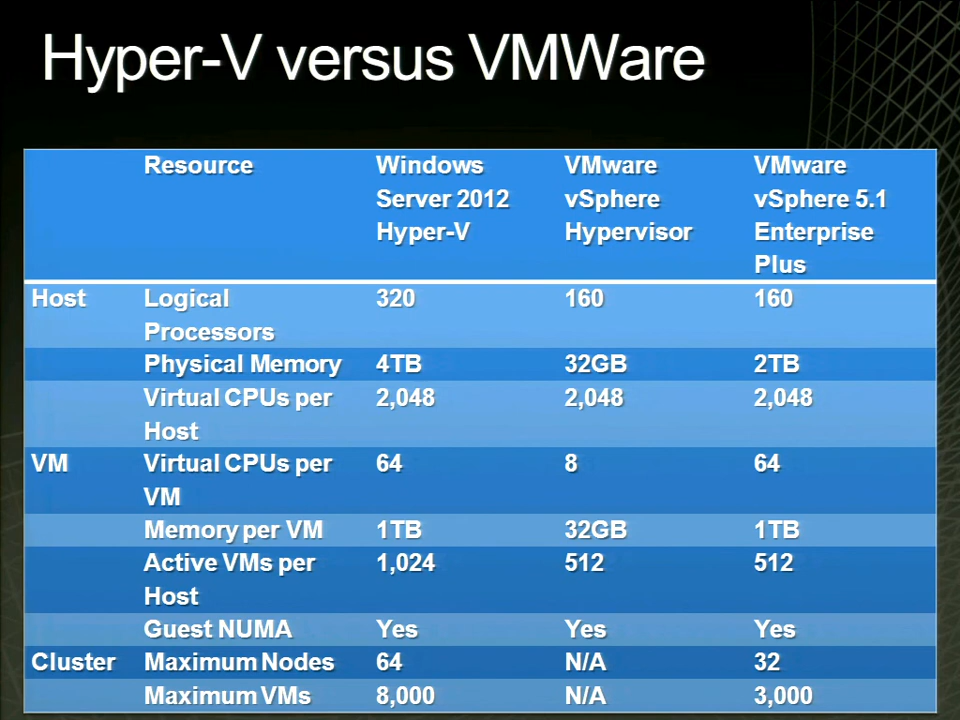 Hyper-V versus VMWare
Resource Windows Server 2012 Hyper-V VMware vSphere Hypervisor VMware vSphere 5.1 Enterprise Plus
Host Logical Processors 320 160 160
Physical Memory 4TB 32GB 2TB
Virtual CPUs per Host 2,048 2,048 2,048
VM Virtual CPUs per VM 64 8 64
Memory per VM 1TB 32GB 1TB
Active VMs per Host 1,024 512 512
Guest NUMA Yes Yes Yes
Cluster Maximum Nodes 64 N/A 32
Maximum VMs 8,000 N/A 3,000